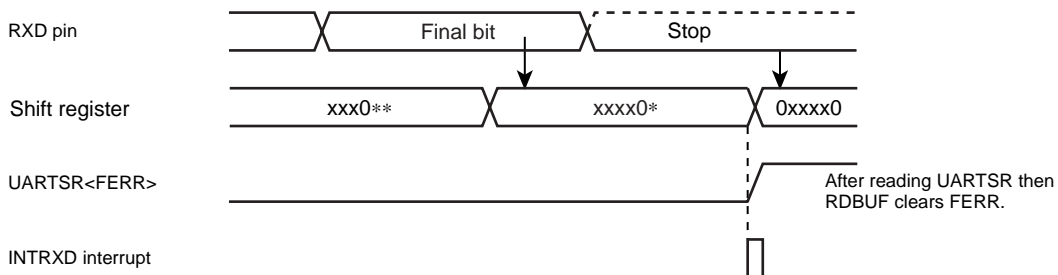 RXD pin
Final bit
Stop
Shift register
xxx0**
xxxx0*
0xxxx0
UARTSR<FERR>
After reading UARTSR then
RDBUF clears FERR.
INTRXD interrupt